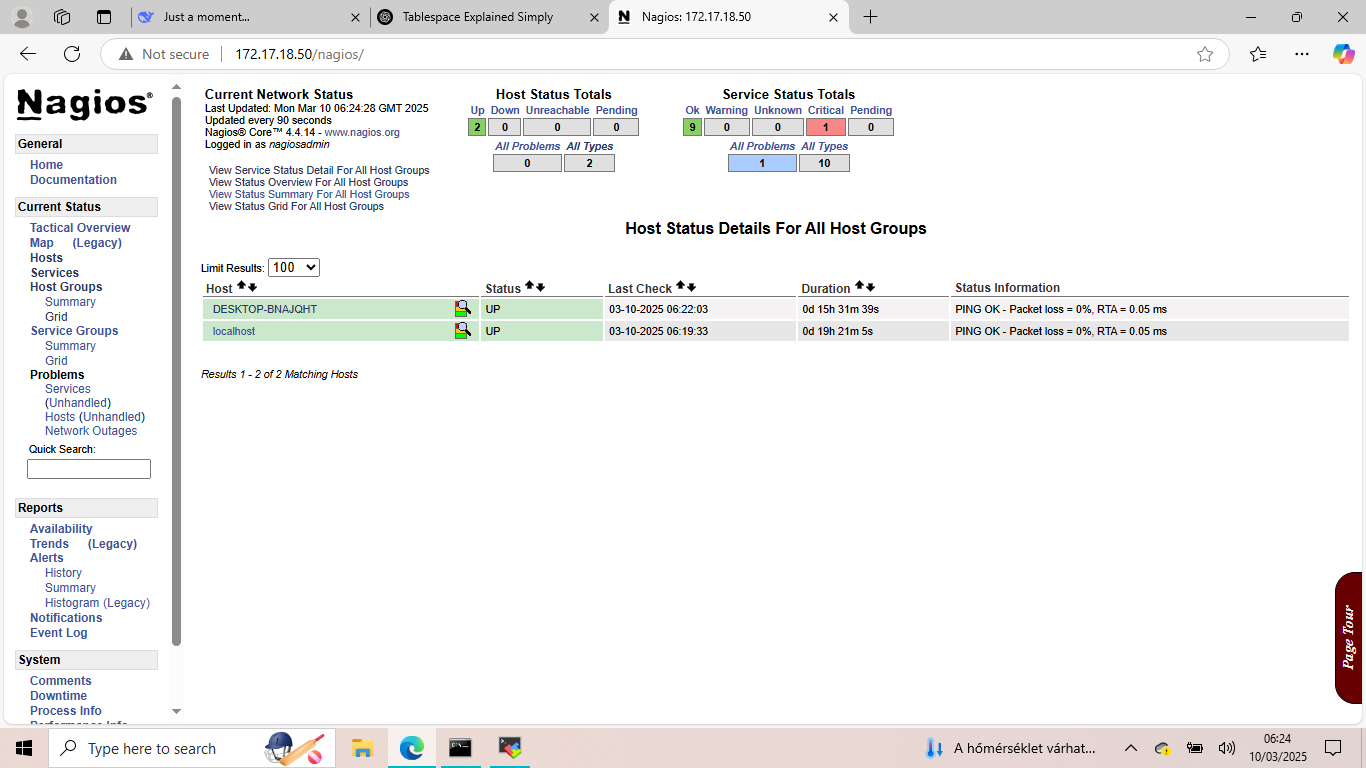 Just a moment...
Tablespace Explained Simply
Nagios: 172.17.18.50
Not secure
172.17.18.50/nagios/
Nagios®
General
Home
Documentation
Current Status
Tactical Overview
Map (Legacy)
Hosts
Services
Host Groups
Summary
Grid
Service Groups
Summary
Grid
Problems
Services
(Unhandled)
Hosts (Unhandled)
Network Outages
Quick Search:
Reports
Availability
Trends (Legacy)
Alerts
History
Summary
Histogram (Legacy)
Notifications
Event Log
System
Comments
Downtime
Process Info
Performance Info
Current Network Status
Last Updated: Mon Mar 10 06:24:28 GMT 2025
Updated every 90 seconds
Nagios® Core™ 4.4.14 - www.nagios.org
Logged in as nagiosadmin
View Service Status Detail For All Host Groups
View Status Overview For All Host Groups
View Status Summary For All Host Groups
View Status Grid For All Host Groups
Host Status Totals
Up Down Unreachable Pending
2 0 0 0
All Problems All Types
0 2
Service Status Totals
Ok Warning Unknown Critical Pending
9 0 0 1 0
All Problems All Types
1 10
Host Status Details For All Host Groups
Limit Results: 100
Host Status Last Check Duration Status Information
DESKTOP-BNAJQHT UP 03-10-2025 06:22:03 0d 15h 31m 39s PING OK - Packet loss = 0%, RTA = 0.05 ms
localhost UP 03-10-2025 06:19:33 0d 19h 21m 5s PING OK - Packet loss = 0%, RTA = 0.05 ms
Results 1 - 2 of 2 Matching Hosts
Page Tour
Type here to search
A hőmérséklet várhat...
06:24
10/03/2025